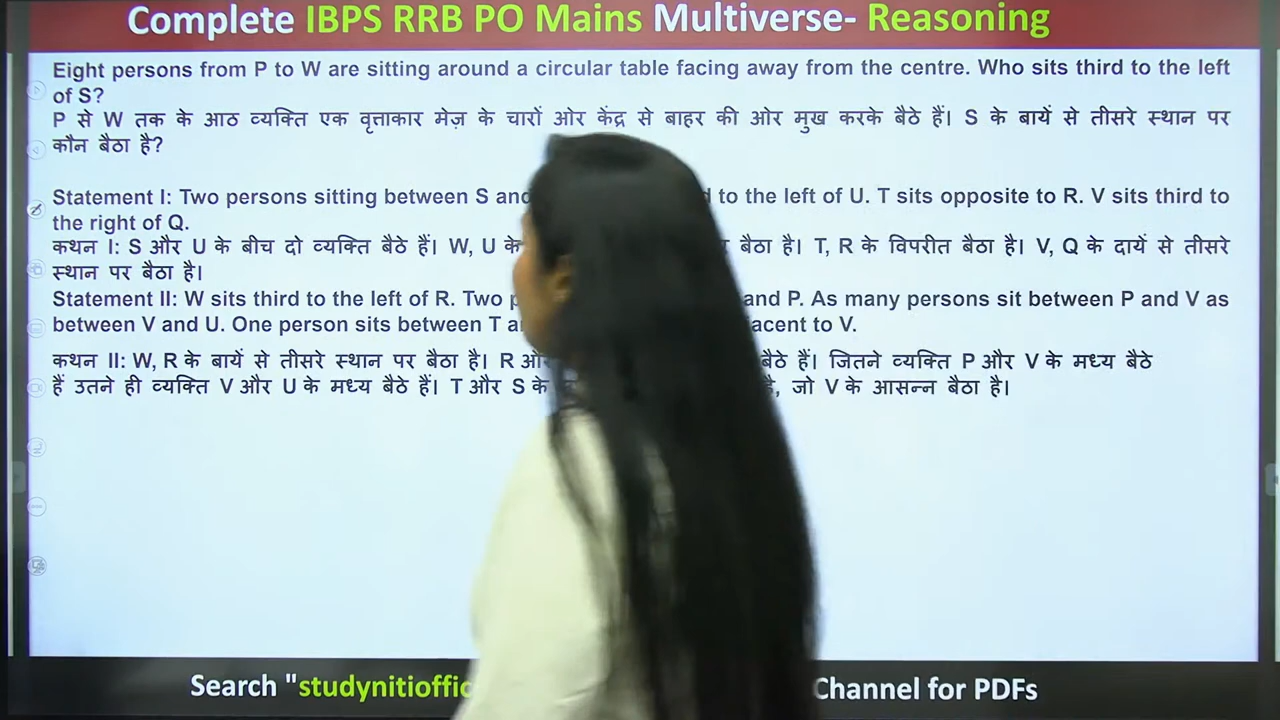 Complete IBPS RRB PO Mains Multiverse- Reasoning
Eight persons from P to W are sitting around a circular table facing away from the centre. Who sits third to the left
of S?
P से W तक के आठ व्यक्ति एक वृत्ताकार मेज़ के चारों ओर केंद्र से बाहर की ओर मुख करके बैठे हैं। S के बायें से तीसरे स्थान पर
कौन बैठा है?
Statement I: Two persons sitting between S and to the left of U. T sits opposite to R. V sits third to
the right of Q.
कथन I: S और U के बीच दो व्यक्ति बैठे हैं। W, U के बैठा है। T, R के विपरीत बैठा है। V, Q के दायें से तीसरे
स्थान पर बैठा है।
Statement II: W sits third to the left of R. Two and P. As many persons sit between P and V as
between V and U. One person sits between T to V.
कथन II: W, R के बायें से तीसरे स्थान पर बैठा है। R बैठे हैं। जितने व्यक्ति P और V के मध्य बैठे
हैं उतने ही व्यक्ति V और U के मध्य बैठे हैं। T और S के जो V के आसन्न बैठा है।
Search " Channel for PDFs